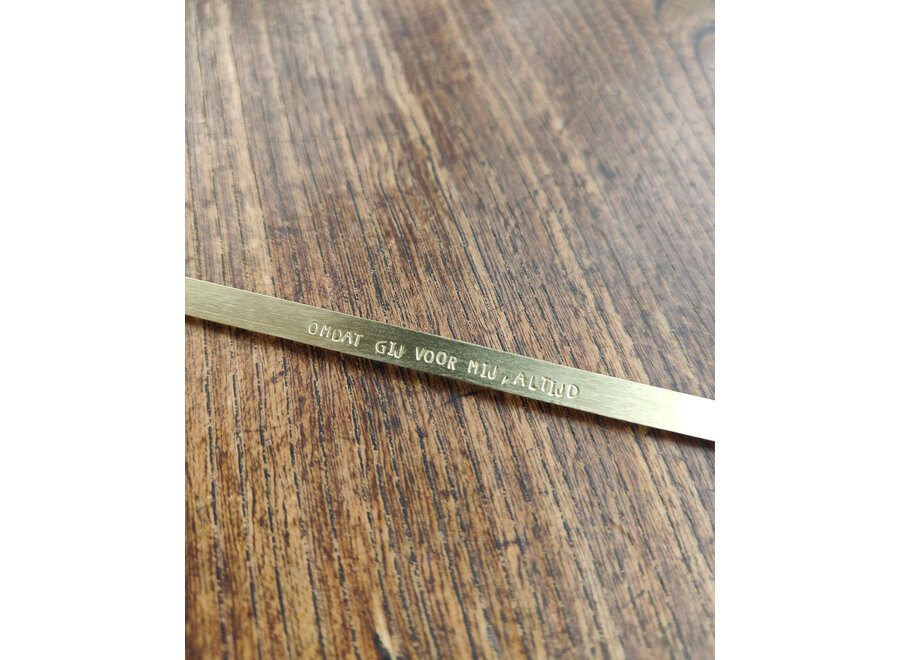 OMDAT GIJ VOOR MIJ, ALTIJD